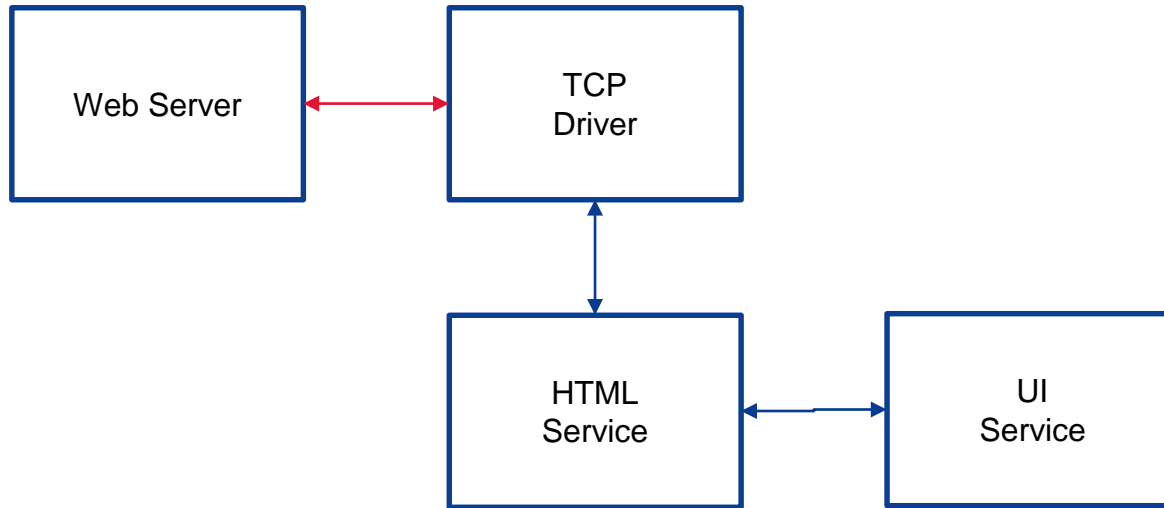 Web Server
TCP
Driver
HTML
Service
UI
Service